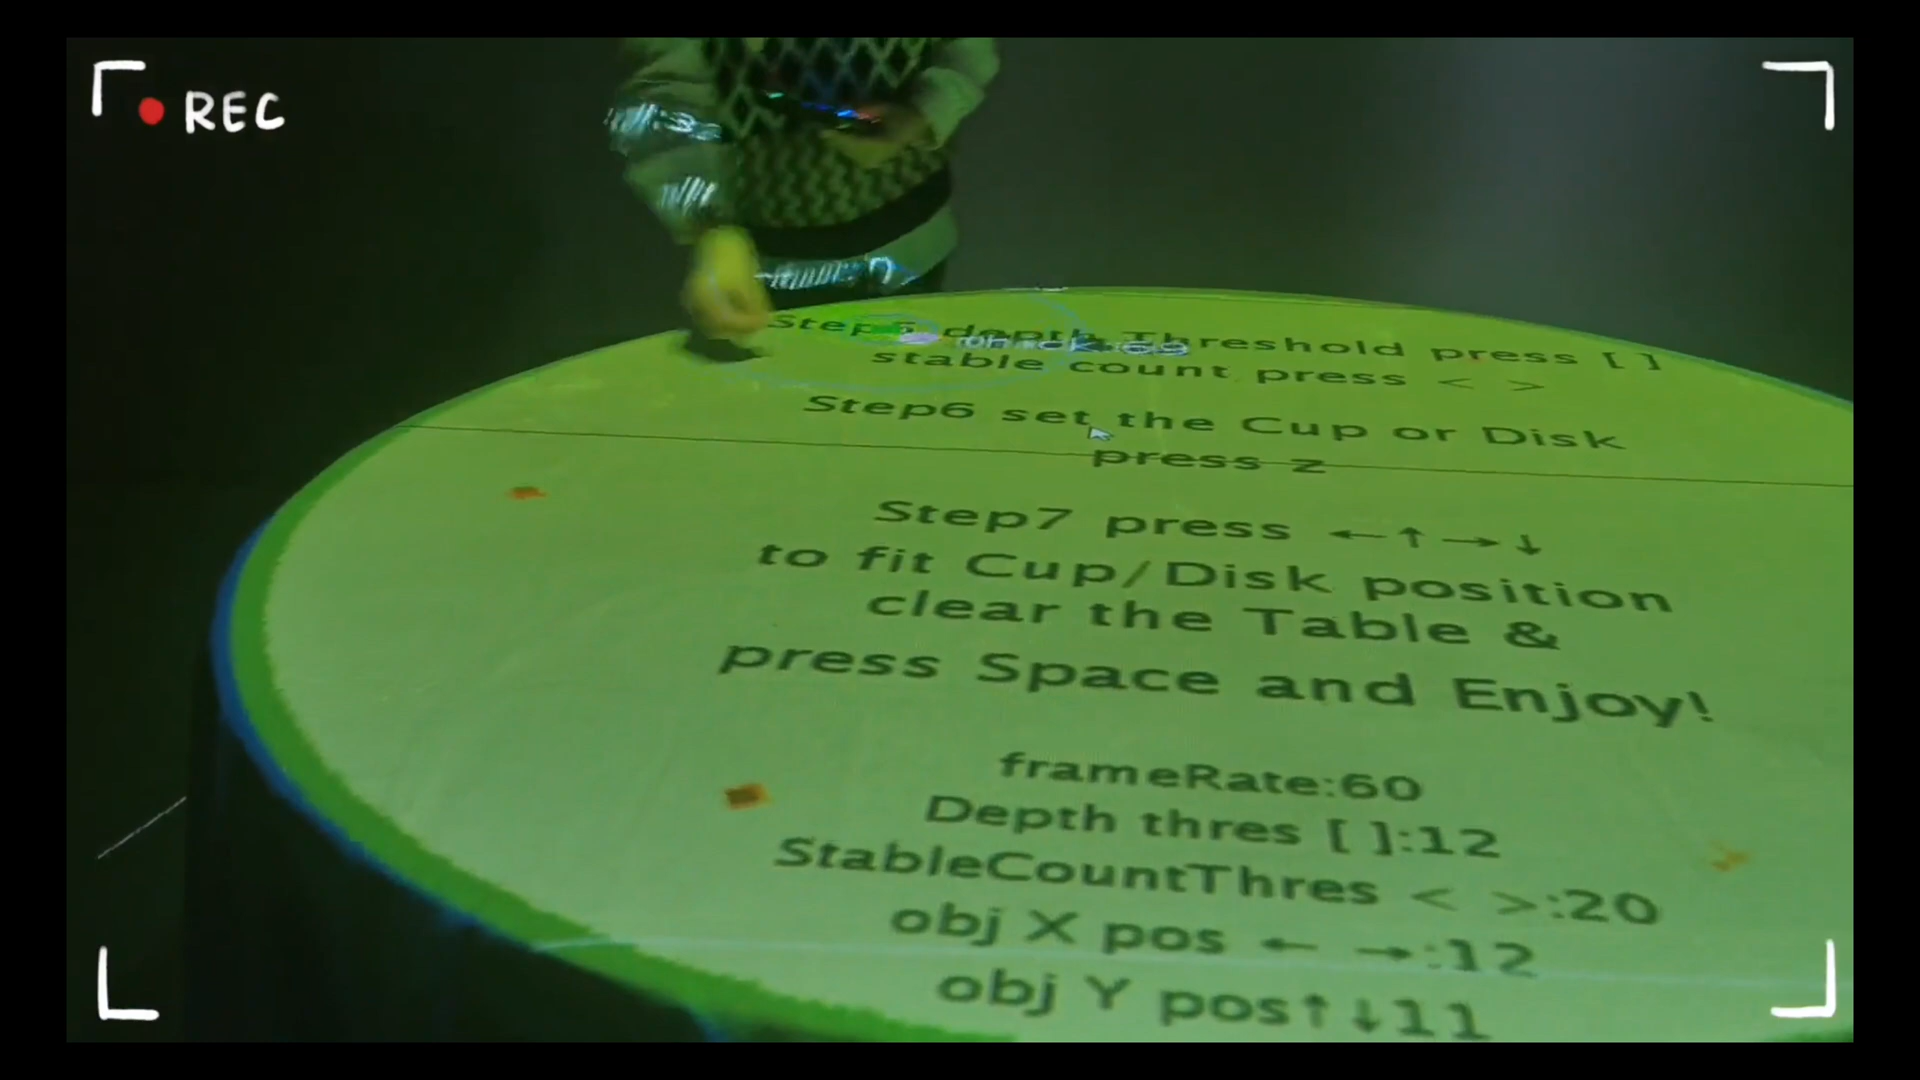 REC
Step5 depth Threshold press [ ]
stable count press < >
Step6 set the Cup or Disk
press z
Step7 press ←↑→↓
to fit Cup/Disk position
clear the Table &
press Space and Enjoy!
frameRate:60
Depth thres [ ]:12
StableCountThres < >:20
obj X pos ← →:12
obj Y pos↑↓11